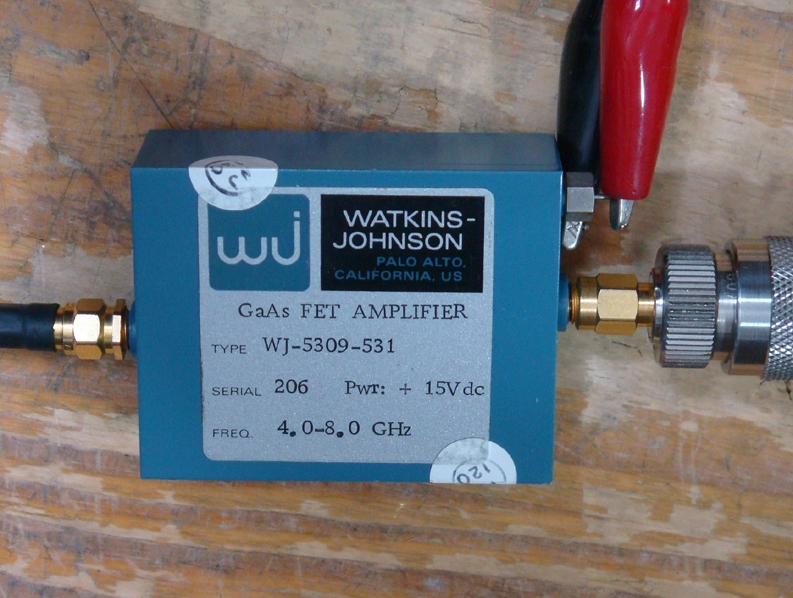 wj
WATKINS-
JOHNSON
PALO ALTO,
CALIFORNIA, US
GaAs FET AMPLIFIER
TYPE WJ-5309-531
SERIAL 206 Pwr: + 15Vdc
FREQ. 4.0-8.0 GHz
120